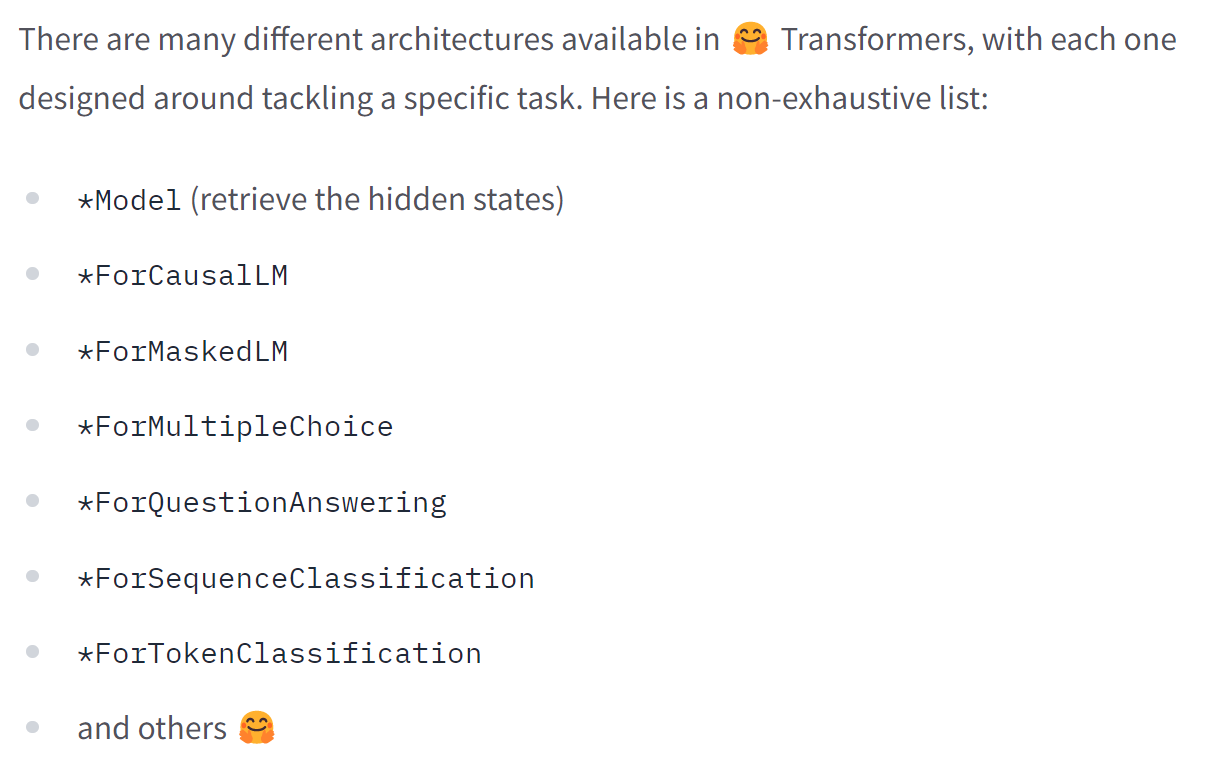 There are many different architectures available in 🤗 Transformers, with each one
designed around tackling a specific task. Here is a non-exhaustive list:
*Model (retrieve the hidden states)
*ForCausalLM
*ForMaskedLM
*ForMultipleChoice
*ForQuestionAnswering
*ForSequenceClassification
*ForTokenClassification
and others 🤗